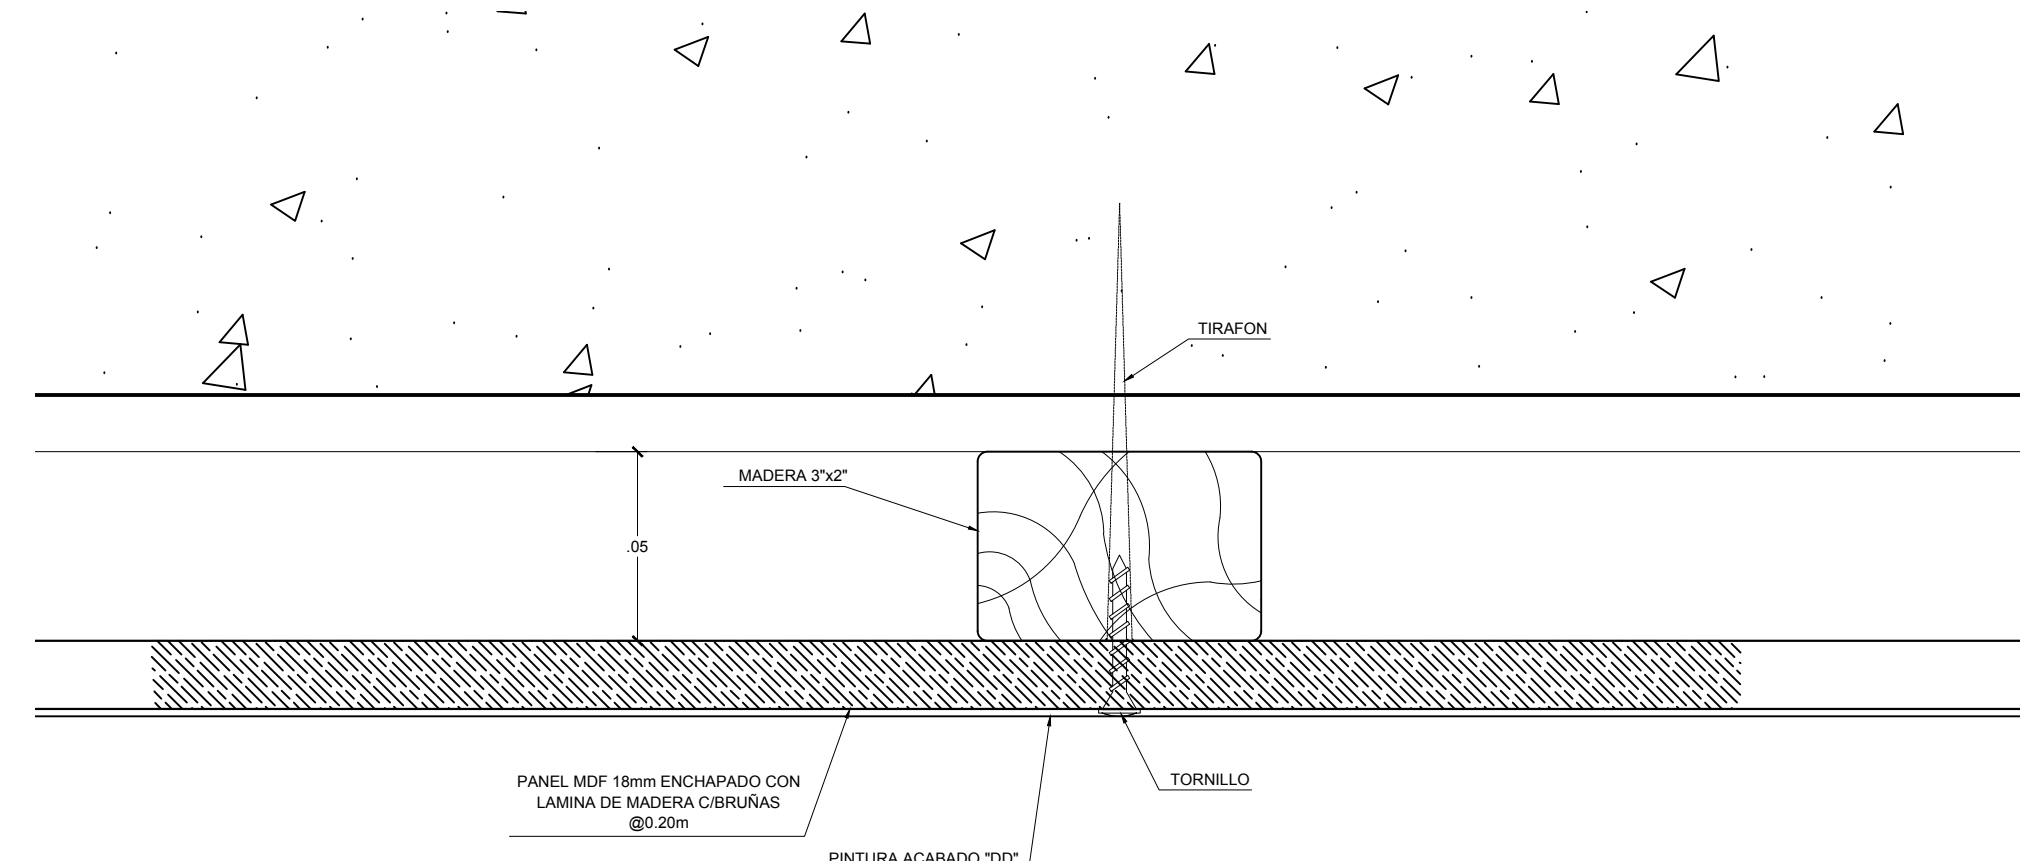 TIRAFON
MADERA 3"x2"
.05
TORNILLO
PANEL MDF 18mm ENCHAPADO CON
LAMINA DE MADERA C/BRUÑAS
@0.20m
PINTURA ACABADO "DD"